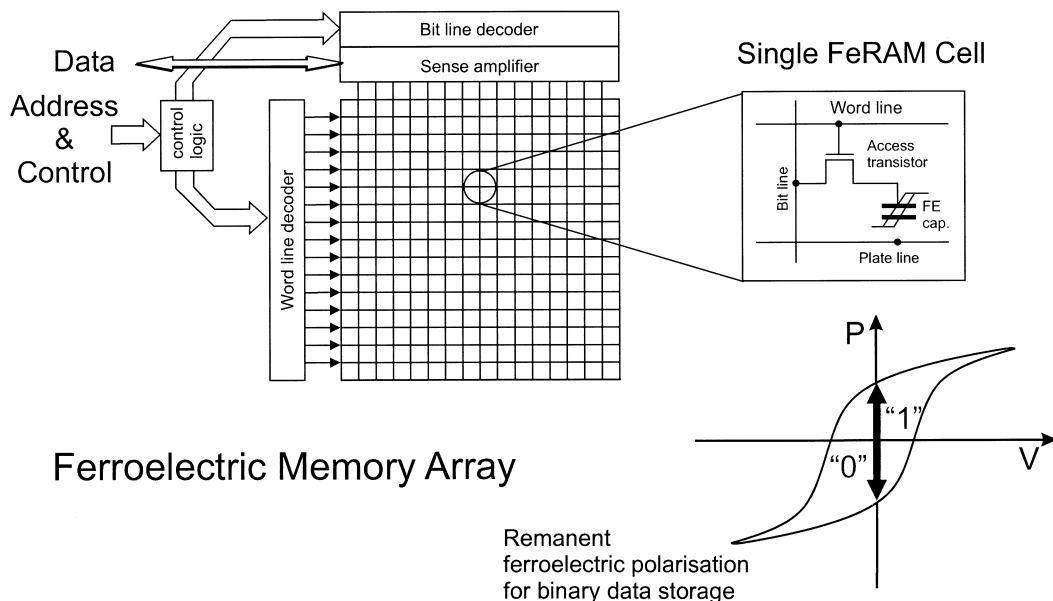 Bit line decoder
Data
Sense amplifier
Single FeRAM Cell
Address
&
Control
control
logic
Word line decoder
Word line
Access
transistor
Bit line
FE
cap.
Plate line
P
“1”
“0”
V
Ferroelectric Memory Array
Remanent
ferroelectric polarisation
for binary data storage